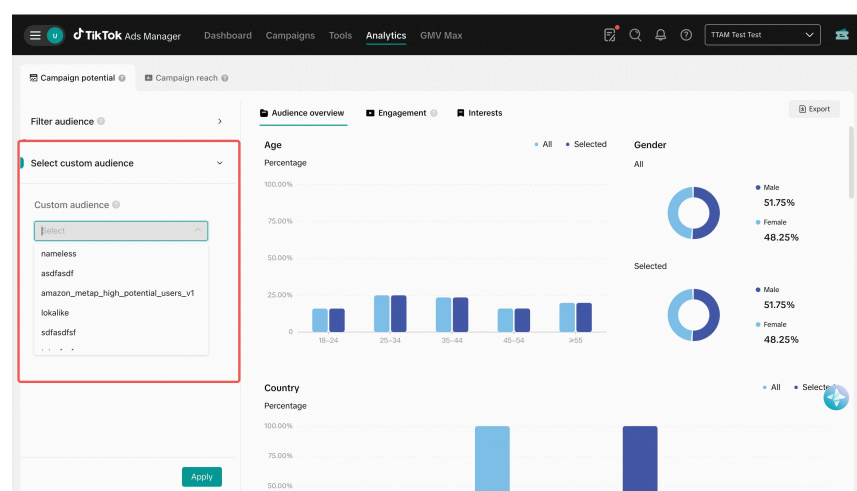 U TikTok Ads Manager Dashboard Campaigns Tools Analytics GMV Max TTAM Test Test
Campaign potential Campaign reach
Filter audience
Select custom audience
Custom audience
Select
nameless
asdfasdf
amazon_metap_high_potential_users_v1
lokalike
sdfasdfsf
Apply
Audience overview Engagement Interests Export
Age All Selected
Percentage
100.00%
75.00%
50.00%
25.00%
0
18–24 25–34 35–44 45–54 ≥55
Gender
All
Male
51.75%
Female
48.25%
Selected
Male
51.75%
Female
48.25%
Country All Selected
Percentage
100.00%
75.00%
50.00%